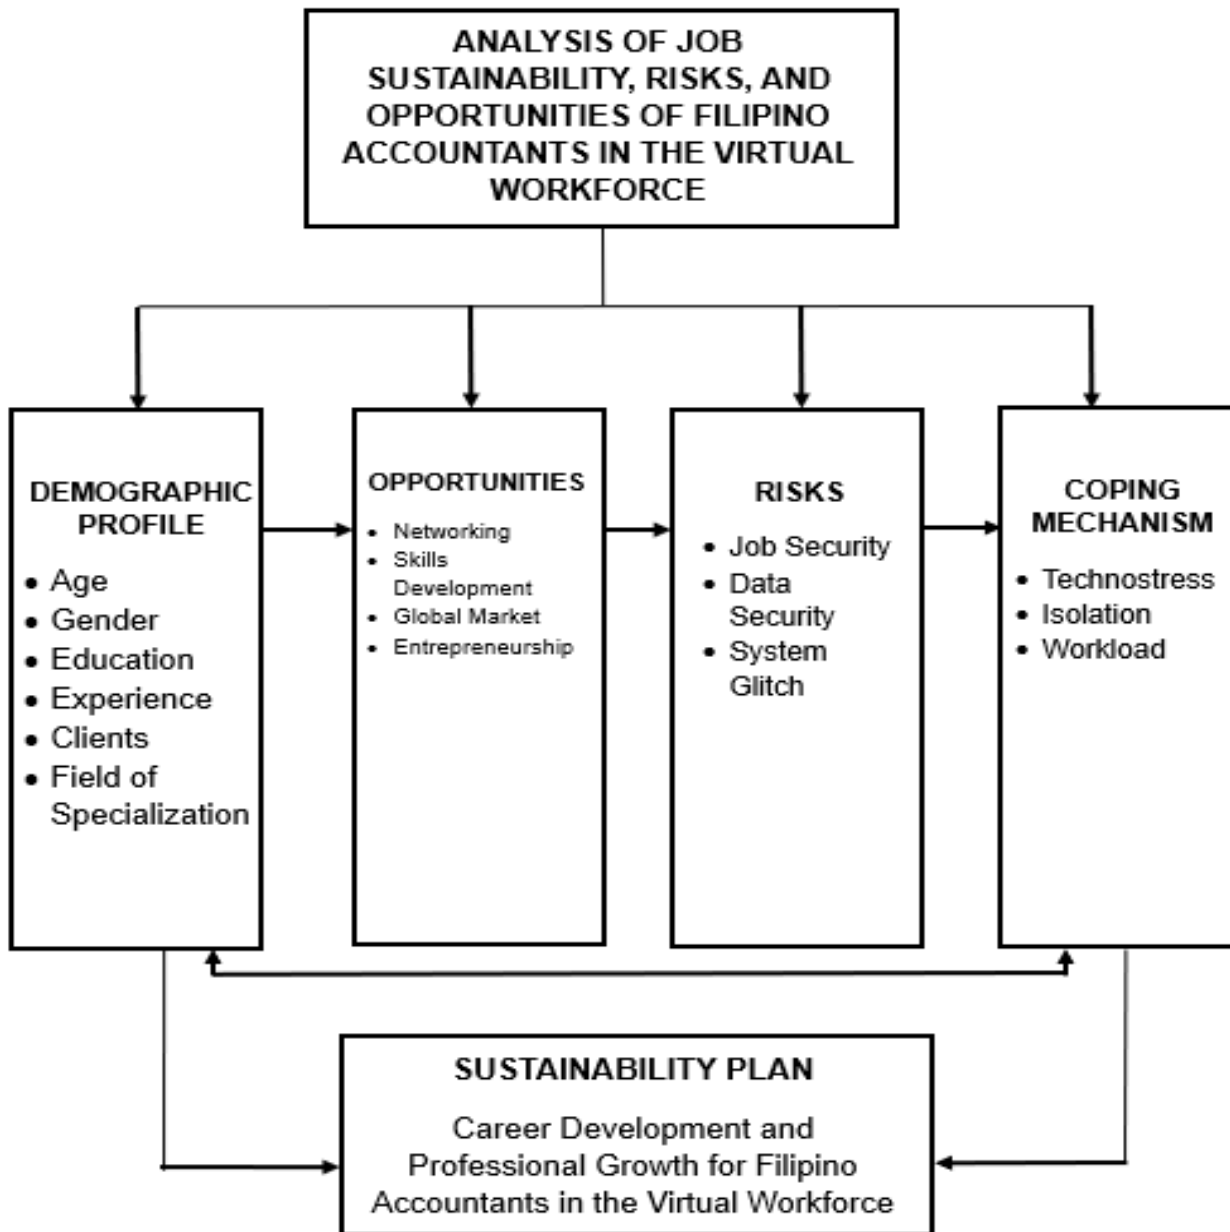 ANALYSIS OF JOB
SUSTAINABILITY, RISKS, AND
OPPORTUNITIES OF FILIPINO
ACCOUNTANTS IN THE VIRTUAL
WORKFORCE
DEMOGRAPHIC
PROFILE
• Age
• Gender
• Education
• Experience
• Clients
• Field of
Specialization
OPPORTUNITIES
• Networking
• Skills
Development
• Global Market
• Entrepreneurship
RISKS
• Job Security
• Data
Security
• System
Glitch
COPING
MECHANISM
• Technostress
• Isolation
• Workload
SUSTAINABILITY PLAN
Career Development and
Professional Growth for Filipino
Accountants in the Virtual Workforce